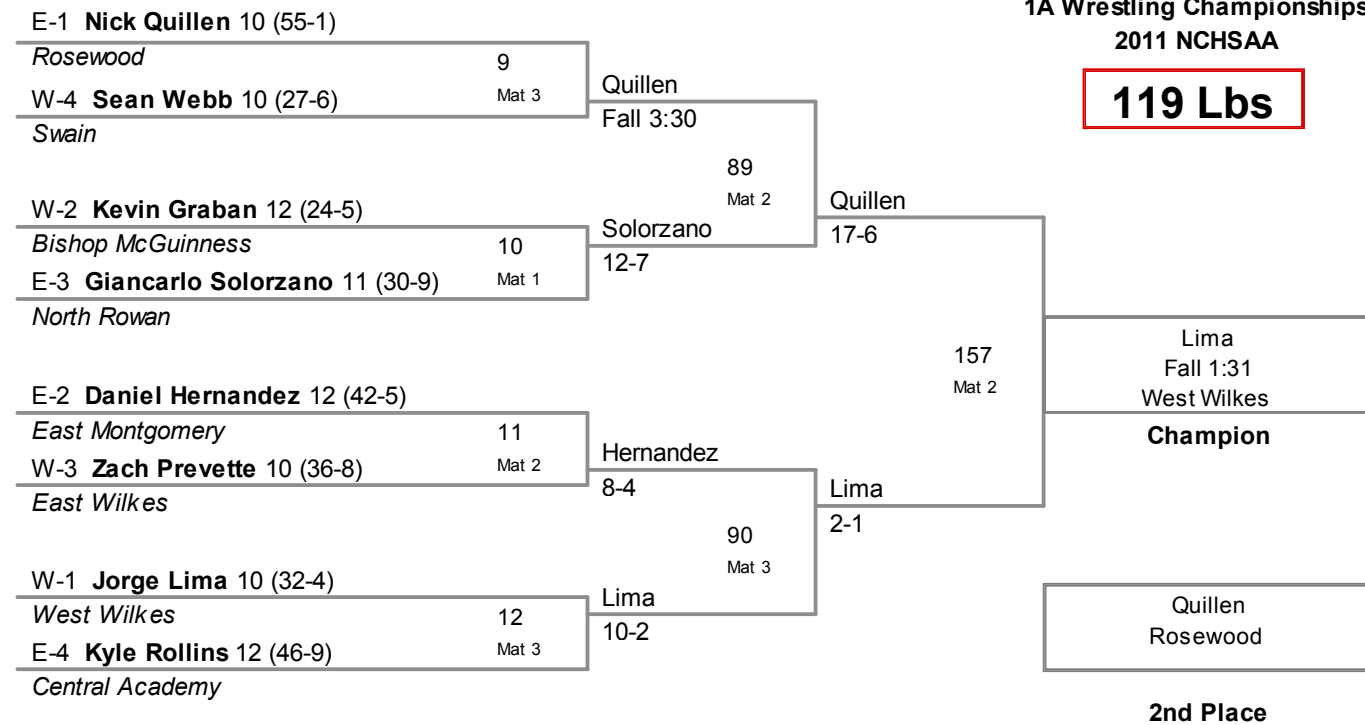 1A Wrestling Championships
2011 NCHSAA
119 Lbs
E-1 Nick Quillen 10 (55-1)
Rosewood
9
Mat 3
W-4 Sean Webb 10 (27-6)
Swain
Quillen
Fall 3:30
89
Mat 2
W-2 Kevin Graban 12 (24-5)
Bishop McGuinness
10
Mat 1
E-3 Giancarlo Solorzano 11 (30-9)
North Rowan
Solorzano
12-7
Quillen
17-6
157
Mat 2
Lima
Fall 1:31
West Wilkes
Champion
E-2 Daniel Hernandez 12 (42-5)
East Montgomery
11
Mat 2
W-3 Zach Prevette 10 (36-8)
East Wilkes
Hernandez
8-4
90
Mat 3
Lima
2-1
W-1 Jorge Lima 10 (32-4)
West Wilkes
12
Mat 3
E-4 Kyle Rollins 12 (46-9)
Central Academy
Lima
10-2
Quillen
Rosewood
2nd Place